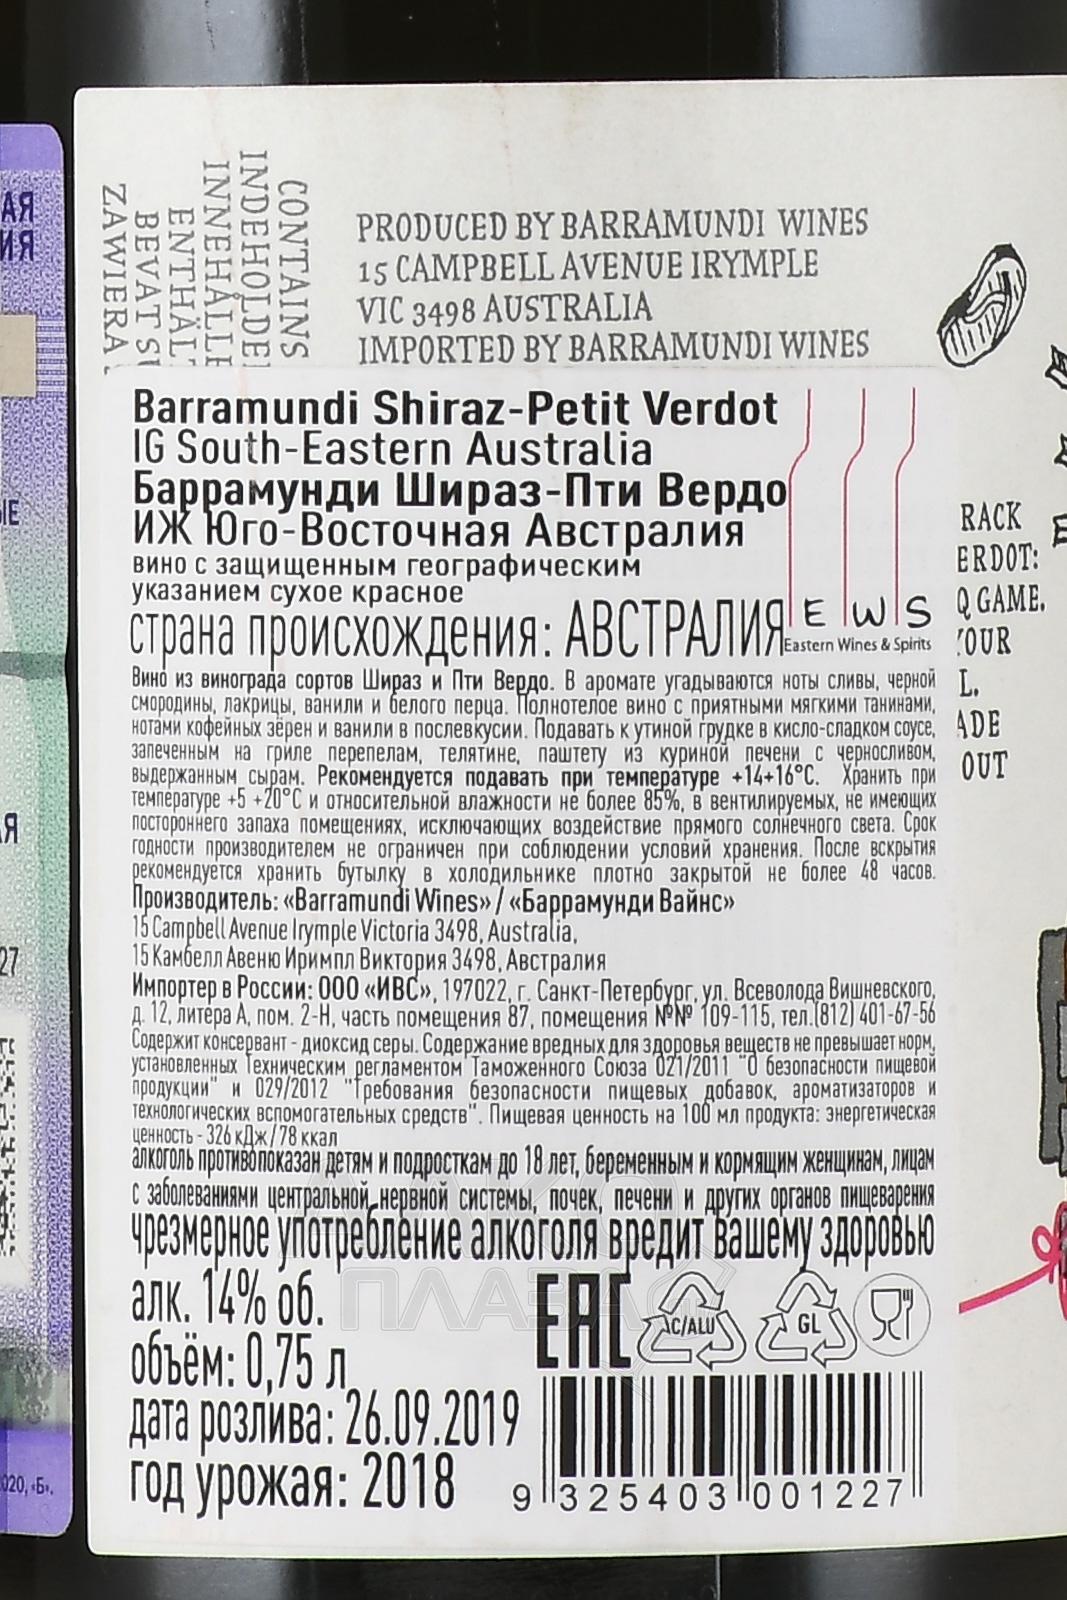 АЯ
ИЯ
ЫЕ
АЯ
27
020, «Б».
CONTAINS
INDEHOLDE
INNEHÅLLE
ENTHÄL
BEVAT SU
ZAWIERA
PRODUCED BY BARRAMUNDI WINES
15 CAMPBELL AVENUE IRYMPLE
VIC 3498 AUSTRALIA
IMPORTED BY BARRAMUNDI WINES
Barramundi Shiraz-Petit Verdot
IG South-Eastern Australia
Баррамунди Шираз-Пти Вердо
ИЖ Юго-Восточная Австралия
вино с защищенным географическим
указанием сухое красное
страна происхождения: АВСТРАЛИЯ
E W S
Eastern Wines & Spirits
Вино из винограда сортов Шираз и Пти Вердо. В аромате угадываются ноты сливы, черной
смородины, лакрицы, ванили и белого перца. Полнотелое вино с приятными мягкими танинами,
нотами кофейных зёрен и ванили в послевкусии. Подавать к утиной грудке в кисло-сладком соусе,
запеченным на гриле перепелам, телятине, паштету из куриной печени с черносливом,
выдержанным сырам. Рекомендуется подавать при температуре +14+16°С. Хранить при
температуре +5 +20°С и относительной влажности не более 85%, в вентилируемых, не имеющих
постороннего запаха помещениях, исключающих воздействие прямого солнечного света. Срок
годности производителем не ограничен при соблюдении условий хранения. После вскрытия
рекомендуется хранить бутылку в холодильнике плотно закрытой не более 48 часов.
Производитель: «Barramundi Wines» / «Баррамунди Вайнс»
15 Campbell Avenue Irymple Victoria 3498, Australia,
15 Камбелл Авеню Иримпл Виктория 3498, Австралия
Импортер в России: ООО «ИВС», 197022, г. Санкт-Петербург, ул. Всеволода Вишневского,
д. 12, литера А, пом. 2-Н, часть помещения 87, помещения №№ 109-115, тел.(812) 401-67-56
Содержит консервант - диоксид серы. Содержание вредных для здоровья веществ не превышает норм,
установленных Техническим регламентом Таможенного Союза 021/2011 "О безопасности пищевой
продукции" и 029/2012 "Требования безопасности пищевых добавок, ароматизаторов и
технологических вспомогательных средств". Пищевая ценность на 100 мл продукта: энергетическая
ценность - 326 кДж/78 ккал
алкоголь противопоказан детям и подросткам до 18 лет, беременным и кормящим женщинам, лицам
с заболеваниями центральной нервной системы, почек, печени и других органов пищеварения
чрезмерное употребление алкоголя вредит вашему здоровью
алк. 14% об.
объём: 0,75 л
дата розлива: 26.09.2019
год урожая: 2018
ЕАС
C/ALU
GL
9 325403 001227
АЛКО
ПЛАЗА
RACK
ERDOT:
Q GAME.
YOUR
L.
ADE
OUT